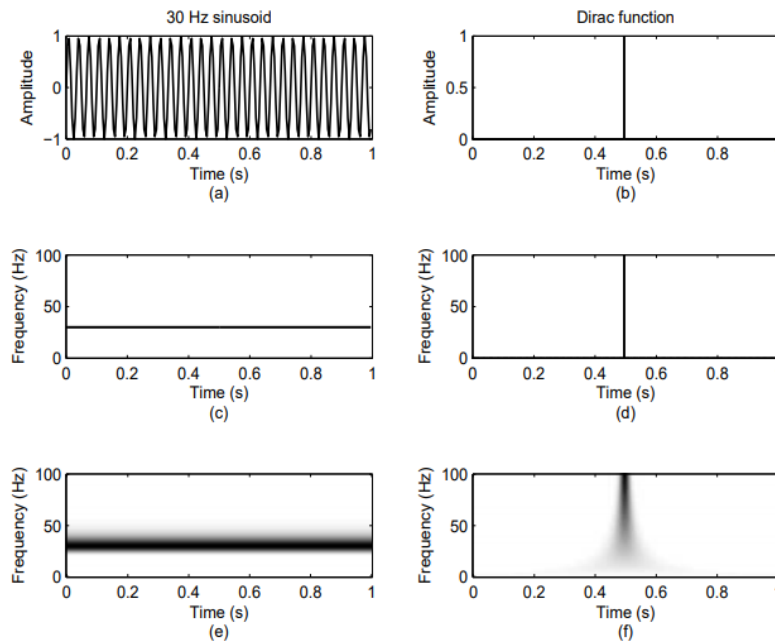 30 Hz sinusoid
Dirac function
1
0
−1
Amplitude
0 0.2 0.4 0.6 0.8 1
Time (s)
(a)
1
0.5
0
Amplitude
0 0.2 0.4 0.6 0.8
Time (s)
(b)
100
50
0
Frequency (Hz)
0 0.2 0.4 0.6 0.8 1
Time (s)
(c)
100
50
0
Frequency (Hz)
0 0.2 0.4 0.6 0.8
Time (s)
(d)
100
50
0
Frequency (Hz)
0 0.2 0.4 0.6 0.8 1
Time (s)
(e)
100
50
0
Frequency (Hz)
0 0.2 0.4 0.6 0.8
Time (s)
(f)